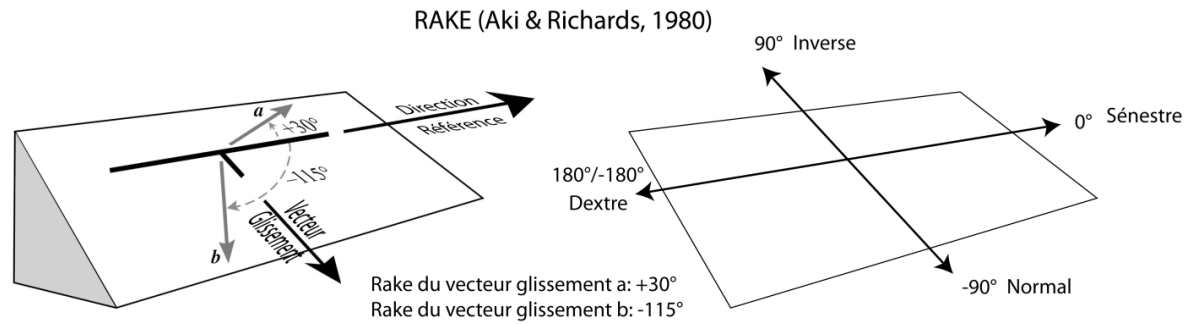 RAKE (Aki & Richards, 1980)
a
+30°
-115°
b
Direction
Référence
Vecteur
Glissement
Rake du vecteur glissement a: +30°
Rake du vecteur glissement b: -115°
90° Inverse
0° Sénestre
180°/-180°
Dextre
-90° Normal